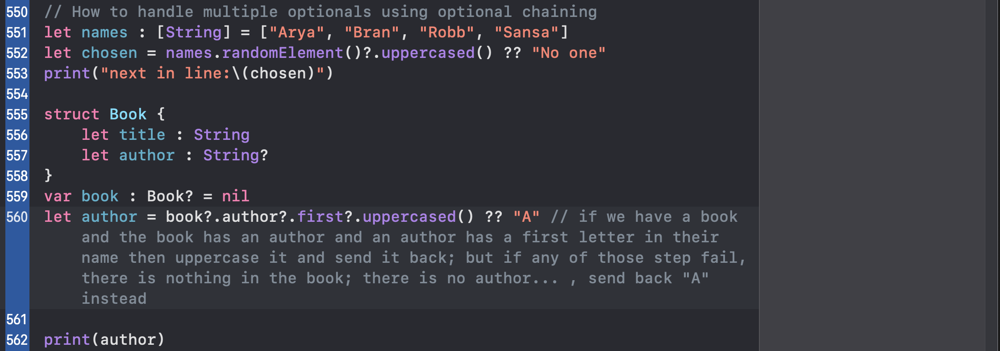 550 // How to handle multiple optionals using optional chaining
551 let names : [String] = ["Arya", "Bran", "Robb", "Sansa"]
552 let chosen = names.randomElement()?.uppercased() ?? "No one"
553 print("next in line:\(chosen)")
554
555 struct Book {
556     let title : String
557     let author : String?
558 }
559 var book : Book? = nil
560 let author = book?.author?.first?.uppercased() ?? "A" // if we have a book
and the book has an author and an author has a first letter in their
name then uppercase it and send it back; but if any of those step fail,
there is nothing in the book; there is no author... , send back "A"
instead
561
562 print(author)